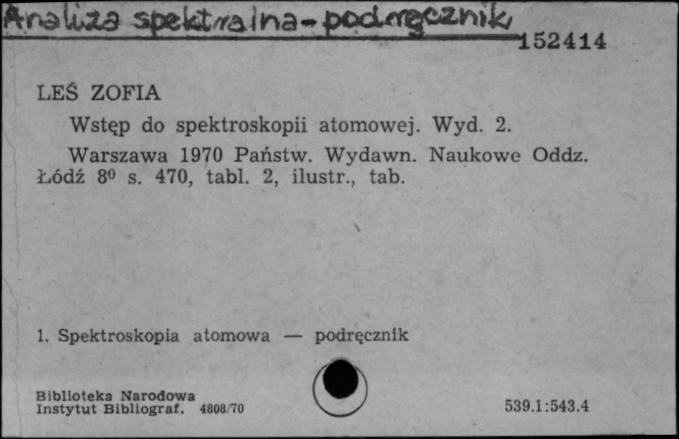 Analiza spektralna - podręcznik
152414
LEŚ ZOFIA
Wstęp do spektroskopii atomowej. Wyd. 2.
Warszawa 1970 Państw. Wydawn. Naukowe Oddz.
Łódź 8⁰ s. 470, tabl. 2, ilustr., tab.
1. Spektroskopia atomowa — podręcznik
Biblioteka Narodowa
Instytut Bibliograf. 4808/70
539.1:543.4